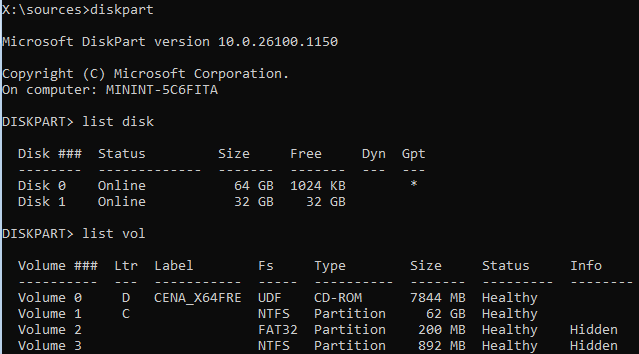 X:\sources>diskpart
Microsoft DiskPart version 10.0.26100.1150
Copyright (C) Microsoft Corporation.
On computer: MININT-5C6FITA
DISKPART> list disk
  Disk ###  Status         Size     Free     Dyn  Gpt
  --------  -------------  -------  -------  ---  ---
  Disk 0    Online           64 GB  1024 KB        *
  Disk 1    Online           32 GB    32 GB
DISKPART> list vol
  Volume ###  Ltr  Label        Fs     Type        Size     Status     Info
  ----------  ---  -----------  -----  ----------  -------  ---------  --------
  Volume 0     D   CENA_X64FRE  UDF    CD-ROM      7844 MB  Healthy
  Volume 1     C                NTFS   Partition     62 GB  Healthy
  Volume 2                      FAT32  Partition    200 MB  Healthy    Hidden
  Volume 3                      NTFS   Partition    892 MB  Healthy    Hidden